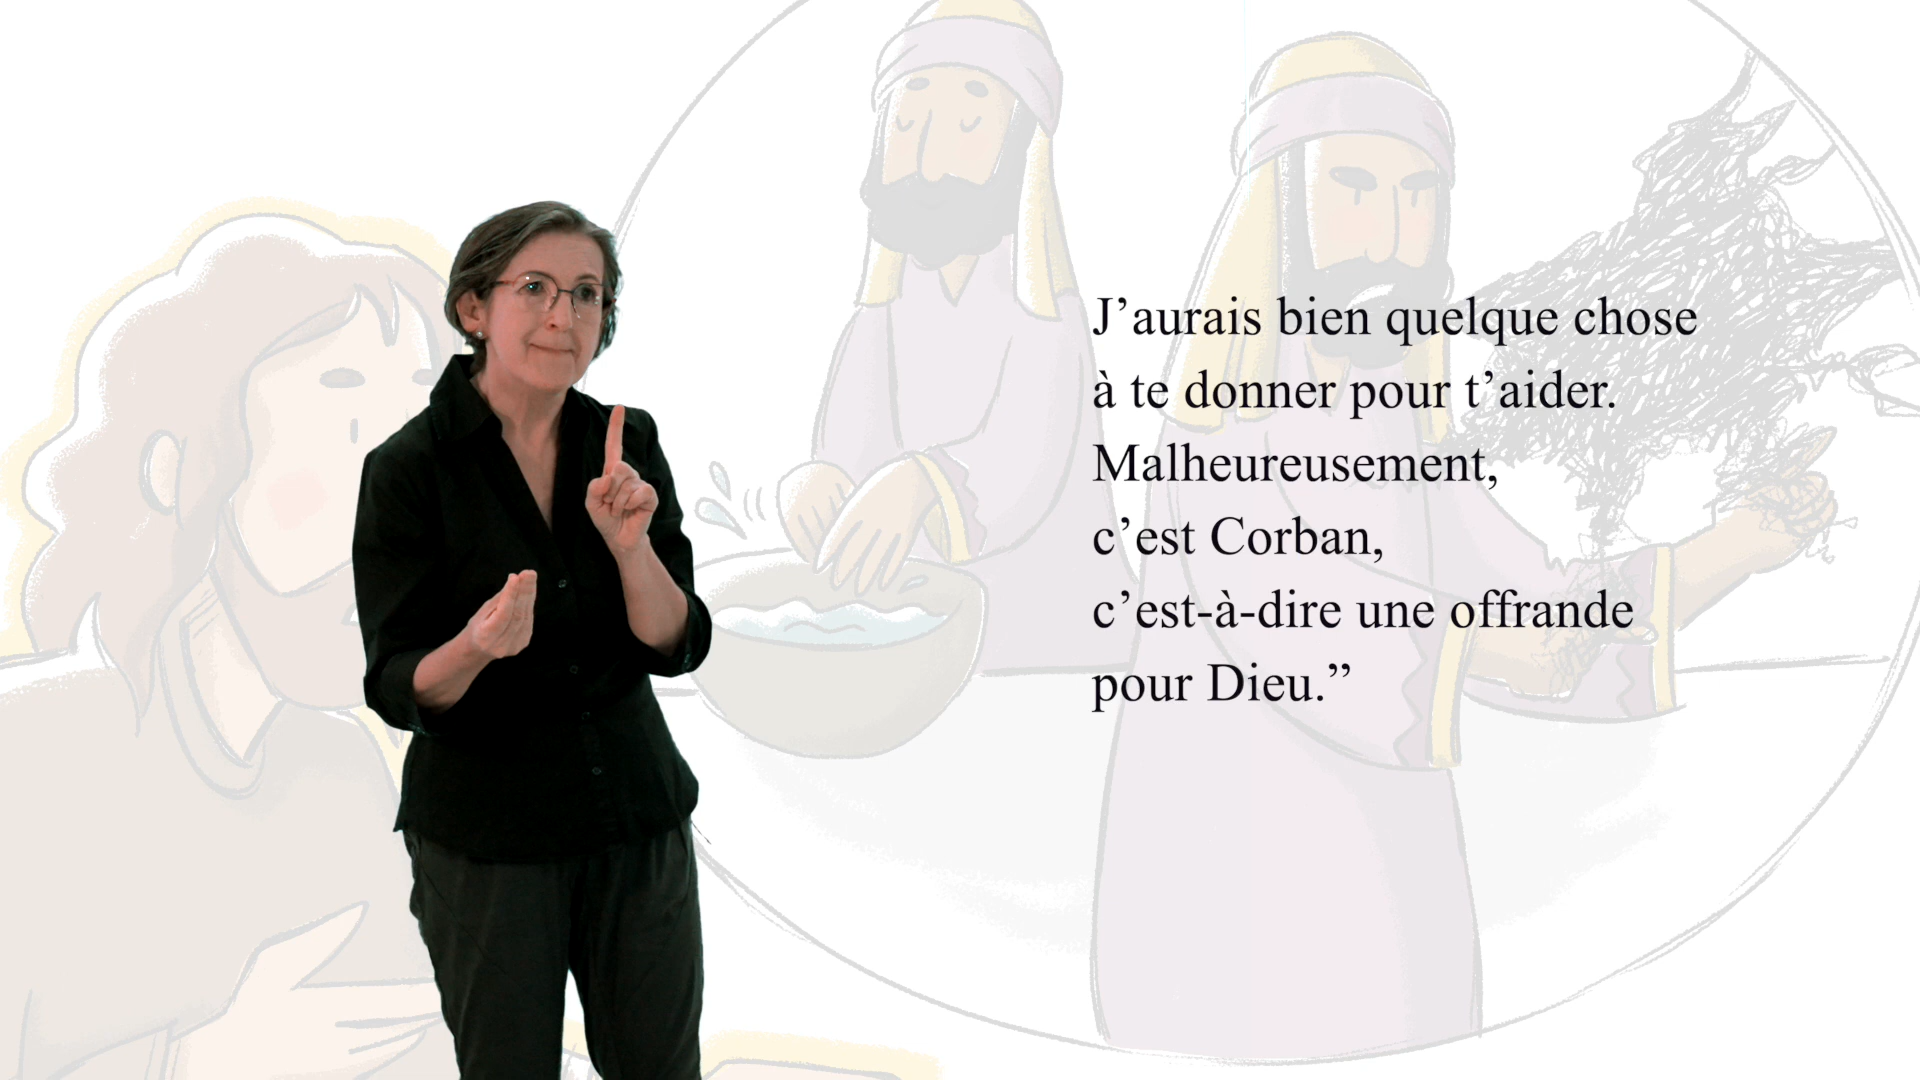 J’aurais bien quelque chose
à te donner pour t’aider.
Malheureusement,
c’est Corban,
c’est-à-dire une offrande
pour Dieu.”